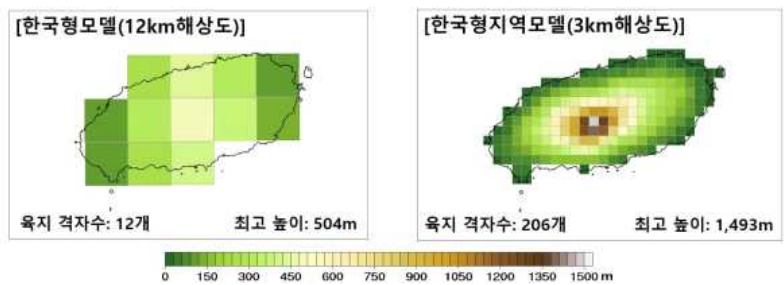 [한국형모델(12km해상도)]
[한국형지역모델(3km해상도)]
육지 격자수: 12개 최고 높이: 504m
육지 격자수: 206개 최고 높이: 1,493m
0 150 300 450 600 750 900 1050 1200 1350 1500 m